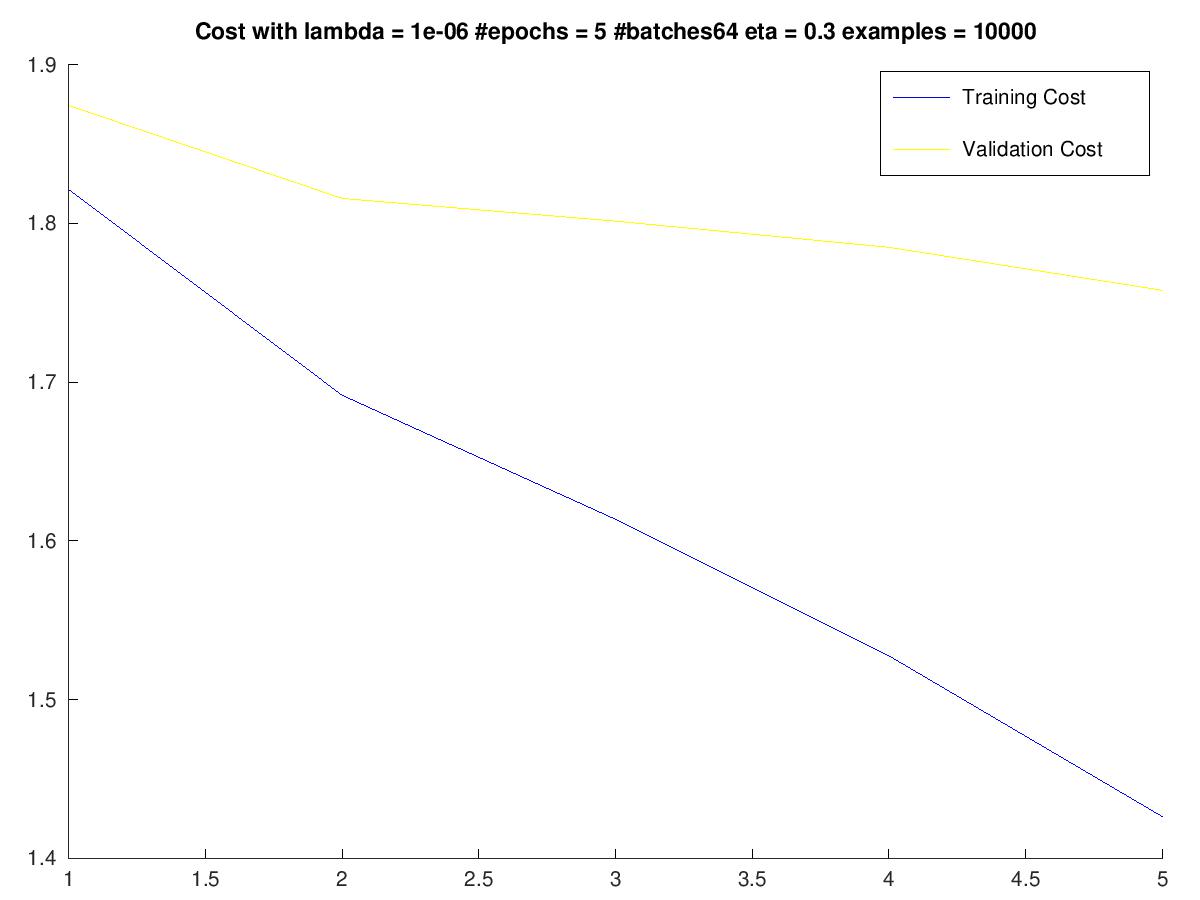 Cost with lambda = 1e-06 #epochs = 5 #batches64 eta = 0.3 examples = 10000
1.9
Training Cost
Validation Cost
1.8
1.7
1.6
1.5
1.4
1 1.5 2 2.5 3 3.5 4 4.5 5